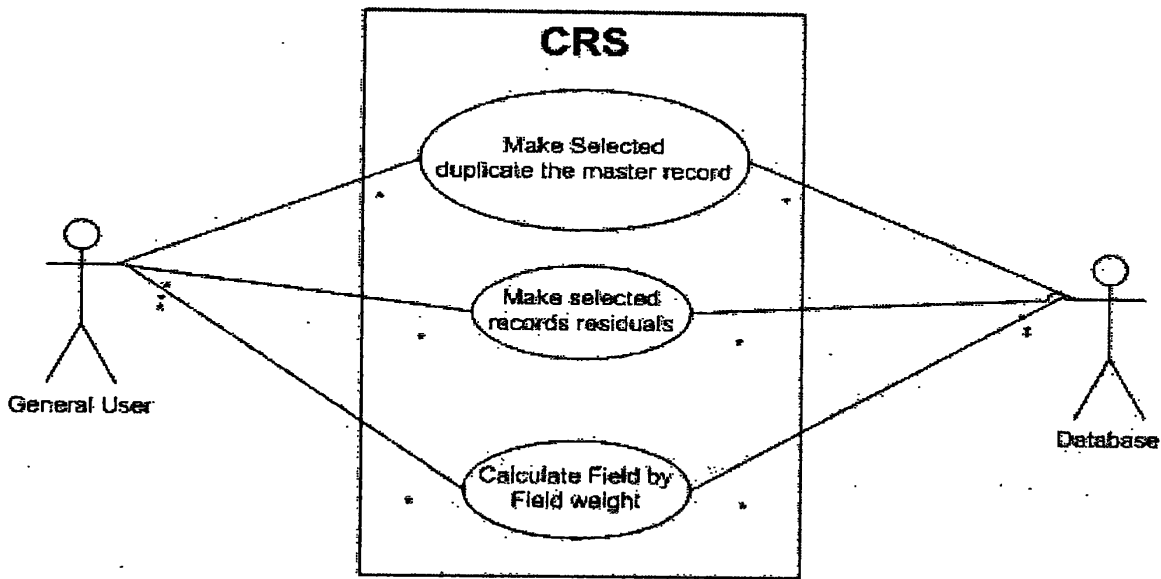 CRS
Make Selected
duplicate the master record
Make selected
records residuals
Calculate Field by
Field weight
General User
Database
*
*
*
*
*
*